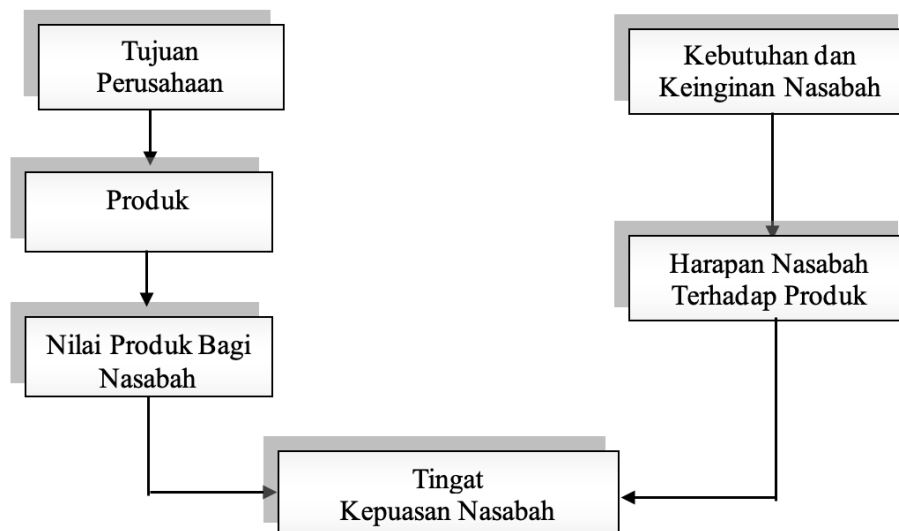 Tujuan
Perusahaan
Produk
Nilai Produk Bagi
Nasabah
Kebutuhan dan
Keinginan Nasabah
Harapan Nasabah
Terhadap Produk
Tingat
Kepuasan Nasabah